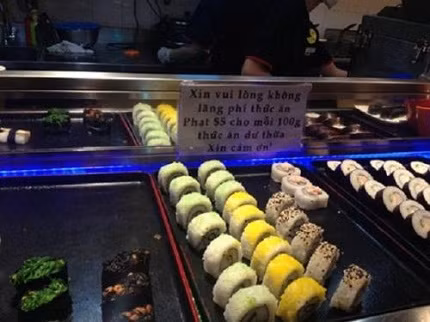 Xin vui lòng không
lãng phí thức ăn
Phạt $5 cho mỗi 100g
thức ăn dư thừa
Xin cảm ơn!